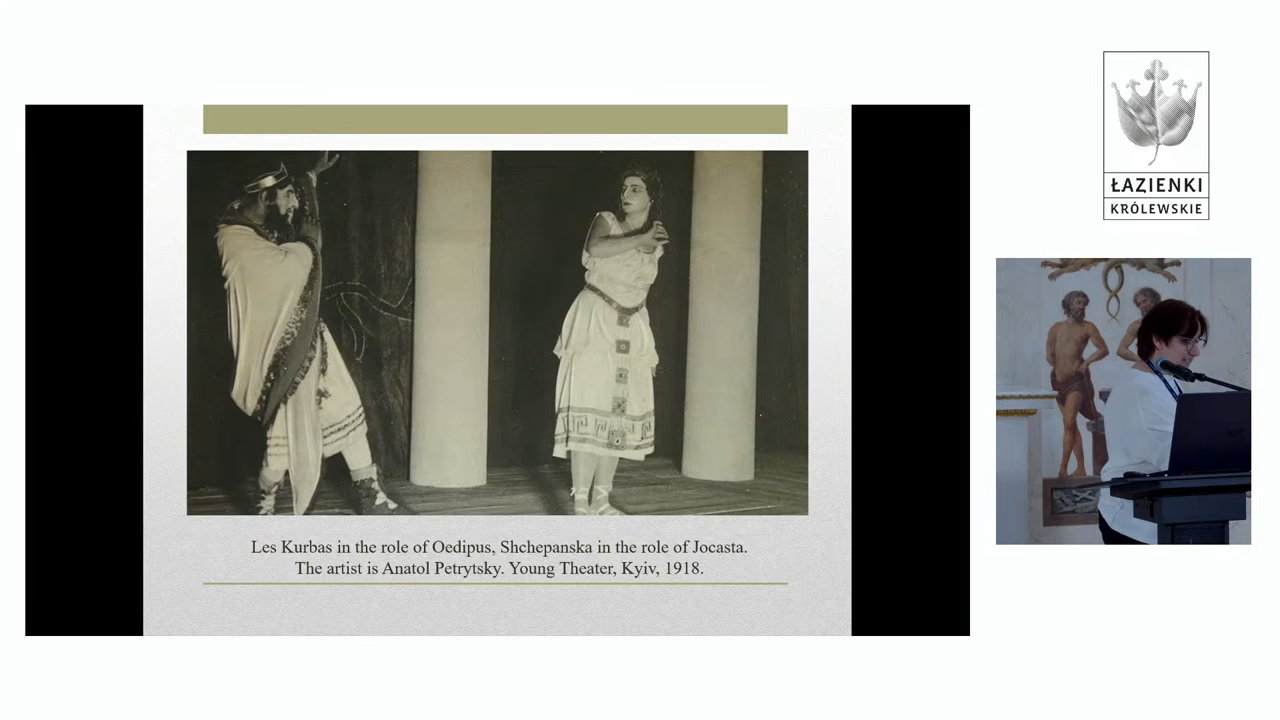 ŁAZIENKI
KRÓLEWSKIE
Les Kurbas in the role of Oedipus, Shchepanska in the role of Jocasta.
The artist is Anatol Petrytsky. Young Theater, Kyiv, 1918.